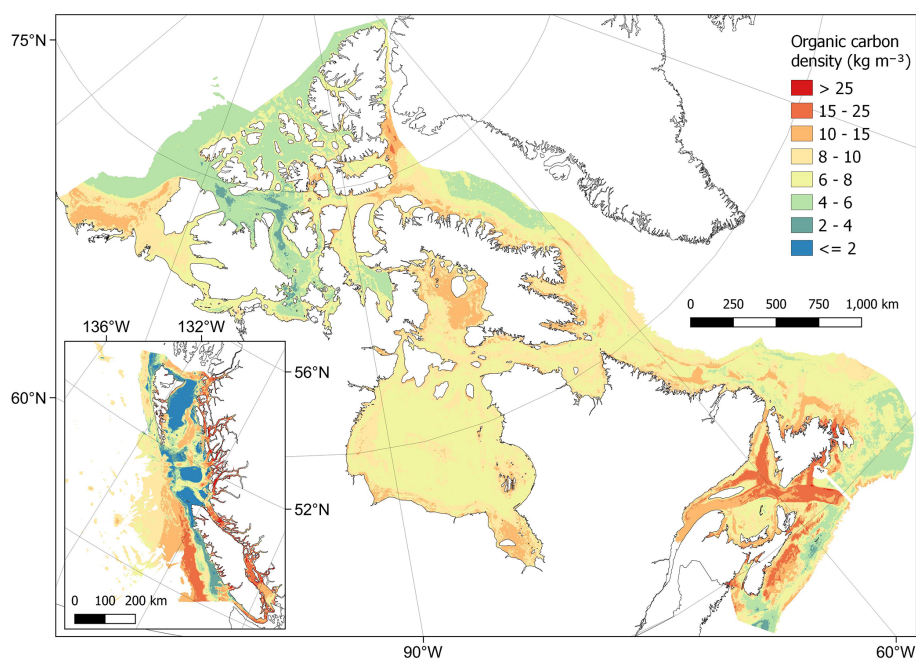 75°N
Organic carbon
density (kg m⁻³)
> 25
15 - 25
10 - 15
8 - 10
6 - 8
4 - 6
2 - 4
<= 2
0 250 500 750 1,000 km
136°W 132°W
56°N
60°N
52°N
0 100 200 km
90°W 60°W